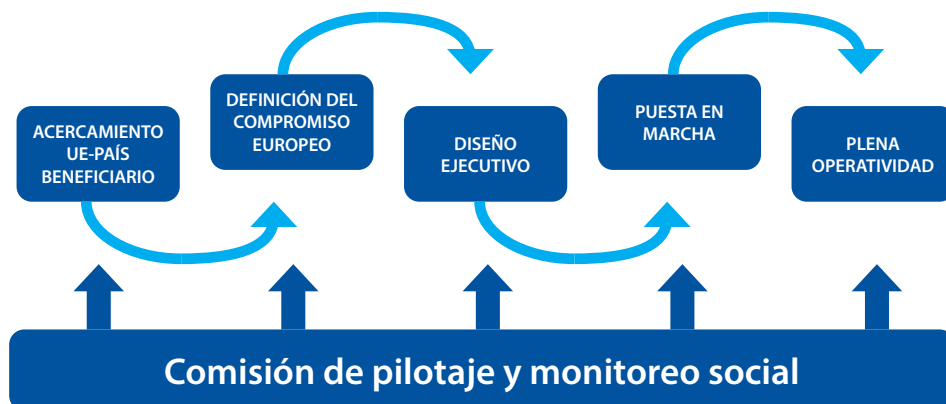 ACERCAMIENTO
UE-PAÍS
BENEFICIARIO
DEFINICIÓN DEL
COMPROMISO
EUROPEO
DISEÑO
EJECUTIVO
PUESTA EN
MARCHA
PLENA
OPERATIVIDAD
Comisión de pilotaje y monitoreo social